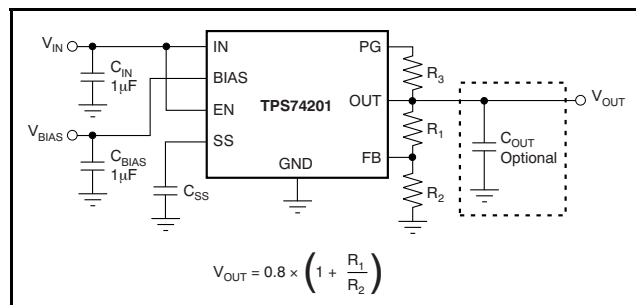 V_IN
IN
PG
C_IN
1µF
R_3
BIAS
EN
TPS74201
OUT
V_OUT
R_1
C_OUT
Optional
V_BIAS
SS
FB
C_BIAS
1µF
GND
C_SS
R_2
V_OUT = 0.8 × (1 + R_1/R_2)